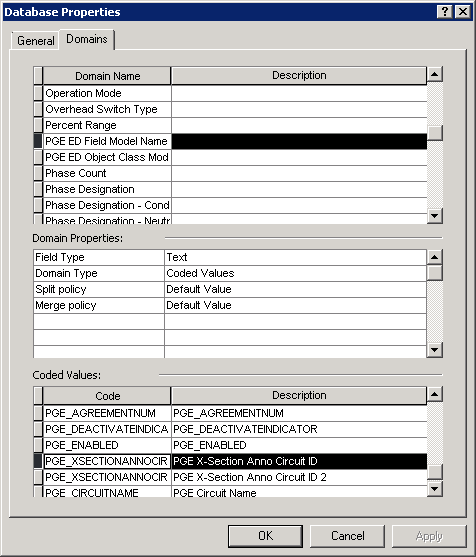 Database Properties
General Domains
Domain Name Description
Operation Mode
Overhead Switch Type
Percent Range
PGE ED Field Model Name
PGE ED Object Class Mod
Phase Count
Phase Designation
Phase Designation - Cond
Phase Designation - Neutr
Domain Properties:
Field Type Text
Domain Type Coded Values
Split policy Default Value
Merge policy Default Value
Coded Values:
Code Description
PGE_AGREEMENTNUM PGE_AGREEMENTNUM
PGE_DEACTIVATEINDICA PGE_DEACTIVATEINDICATOR
PGE_ENABLED PGE_ENABLED
PGE_XSECTIONANNOCIR PGE X-Section Anno Circuit ID
PGE_XSECTIONANNOCIR PGE X-Section Anno Circuit ID 2
PGE_CIRCUITNAME PGE Circuit Name
OK Cancel Apply